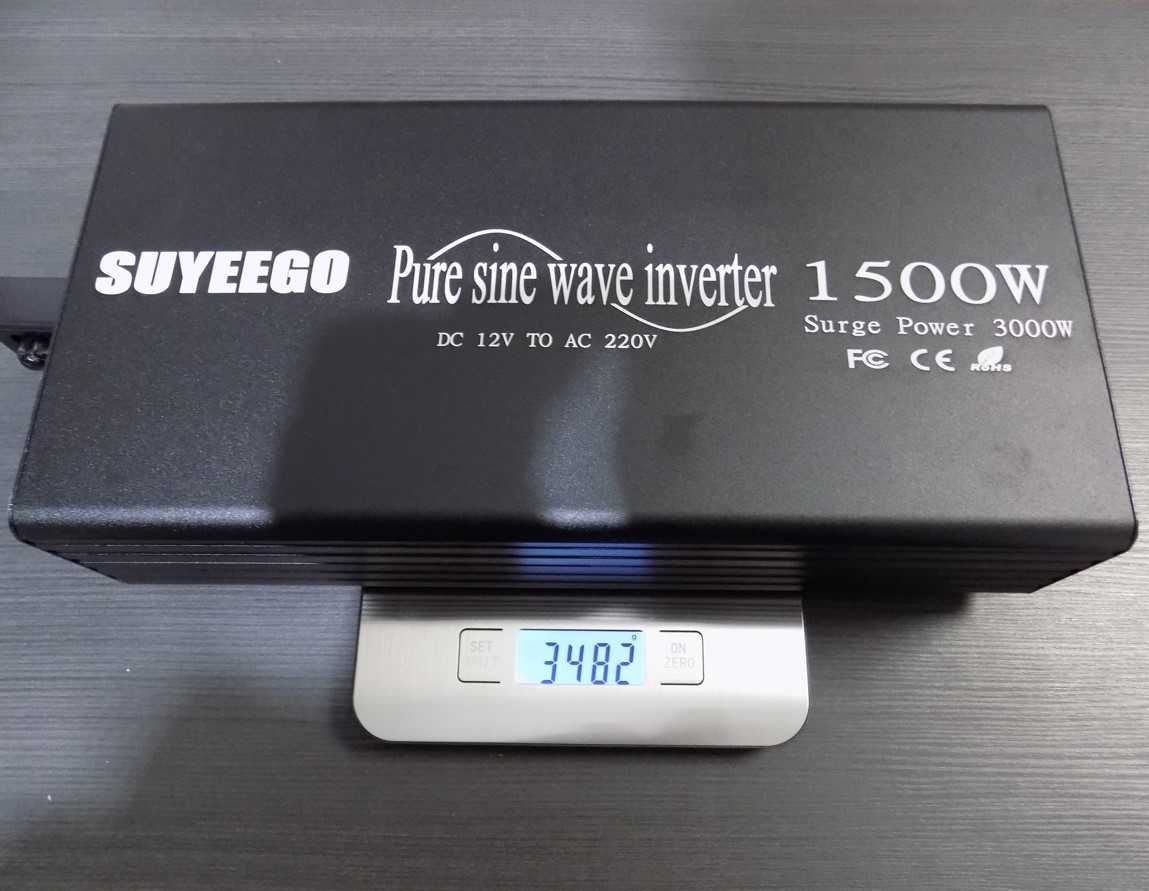 SUYEEGO
Pure sine wave inverter
DC 12V TO AC 220V
1500W
Surge Power 3000W
FC CE RoHS
SET
3482 g
ON
ZERO